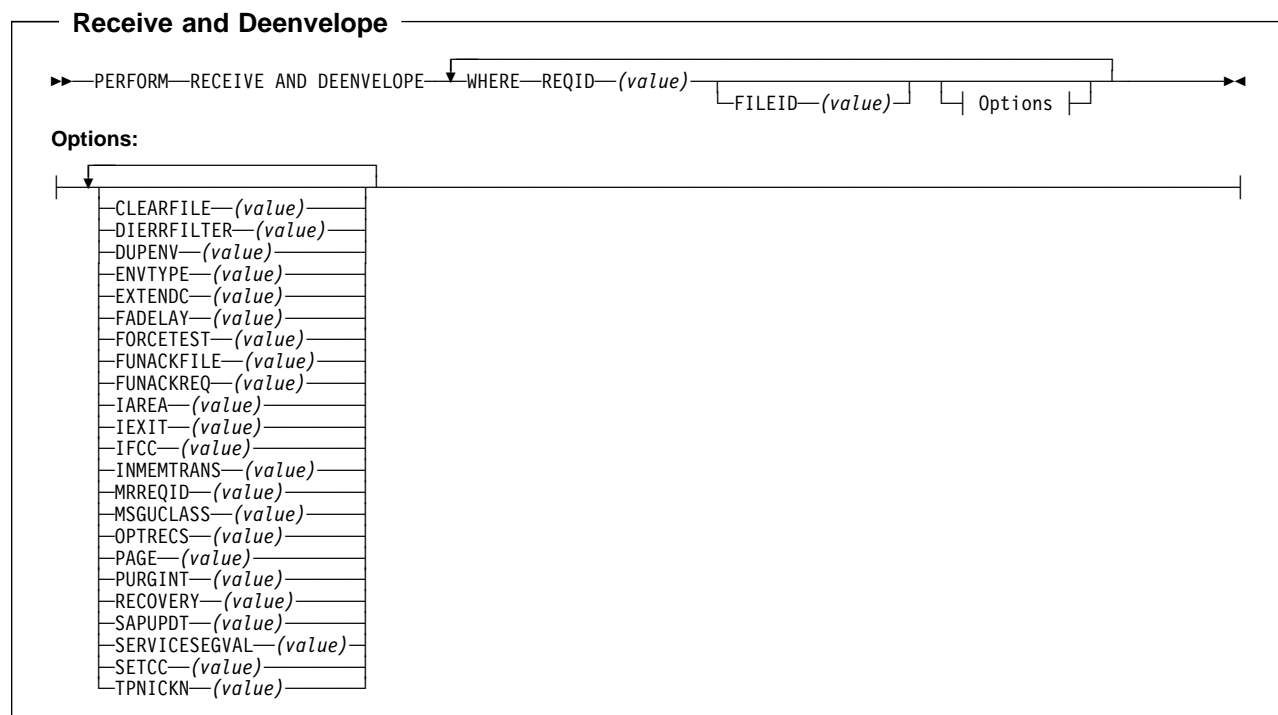 Receive and Deenvelope
PERFORM RECEIVE AND DEENVELOPE WHERE REQID (value)
FILEID (value) Options
Options:
CLEARFILE (value)
DIERRFILTER (value)
DUPENV (value)
ENVTYPE (value)
EXTENDC (value)
FADELAY (value)
FORCETEST (value)
FUNACKFILE (value)
FUNACKREQ (value)
IAREA (value)
IEXIT (value)
IFCC (value)
INMEMTRANS (value)
MRREQID (value)
MSGUCLASS (value)
OPTRECS (value)
PAGE (value)
PURGINT (value)
RECOVERY (value)
SAPUPDT (value)
SERVICESEGVAL (value)
SETCC (value)
TPNICKN (value)